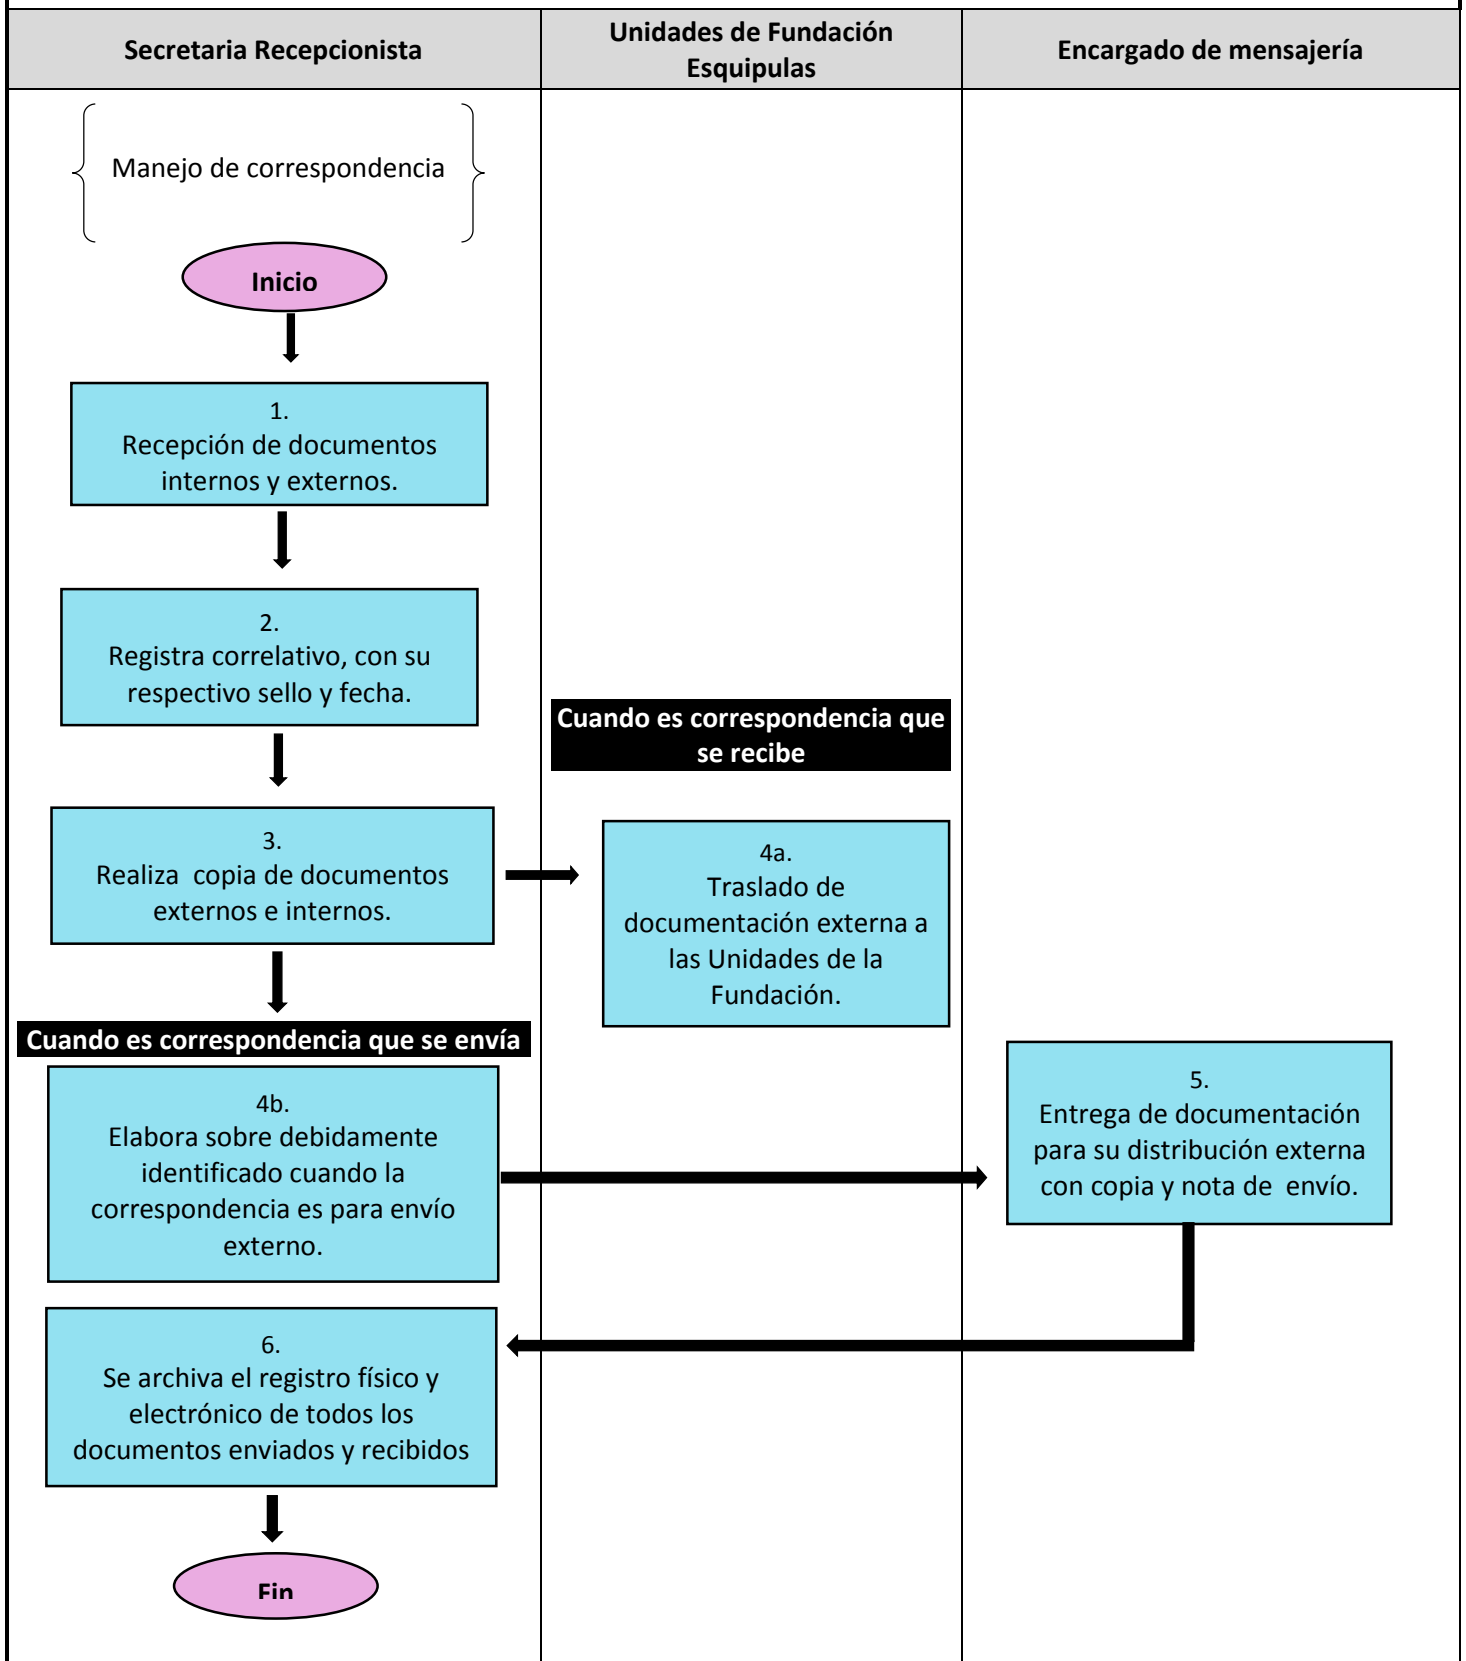 Secretaria Recepcionista
Unidades de Fundación
Esquipulas
Encargado de mensajería
Manejo de correspondencia
Inicio
1.
Recepción de documentos
internos y externos.
2.
Registra correlativo, con su
respectivo sello y fecha.
Cuando es correspondencia que
se recibe
3.
Realiza  copia de documentos
externos e internos.
4a.
Traslado de
documentación externa a
las Unidades de la
Fundación.
Cuando es correspondencia que se envía
4b.
Elabora sobre debidamente
identificado cuando la
correspondencia es para envío
externo.
5.
Entrega de documentación
para su distribución externa
con copia y nota de  envío.
6.
Se archiva el registro físico y
electrónico de todos los
documentos enviados y recibidos
Fin